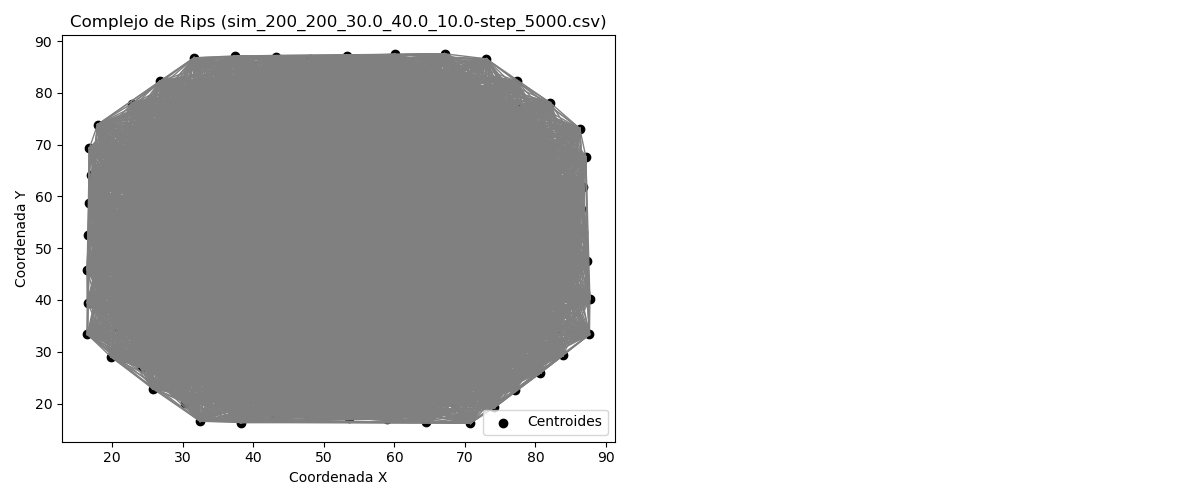 Complejo de Rips (sim_200_200_30.0_40.0_10.0-step_5000.csv)
90
80
70
60
50
40
30
20
Coordenada Y
20 30 40 50 60 70 80 90
Coordenada X
Centroides